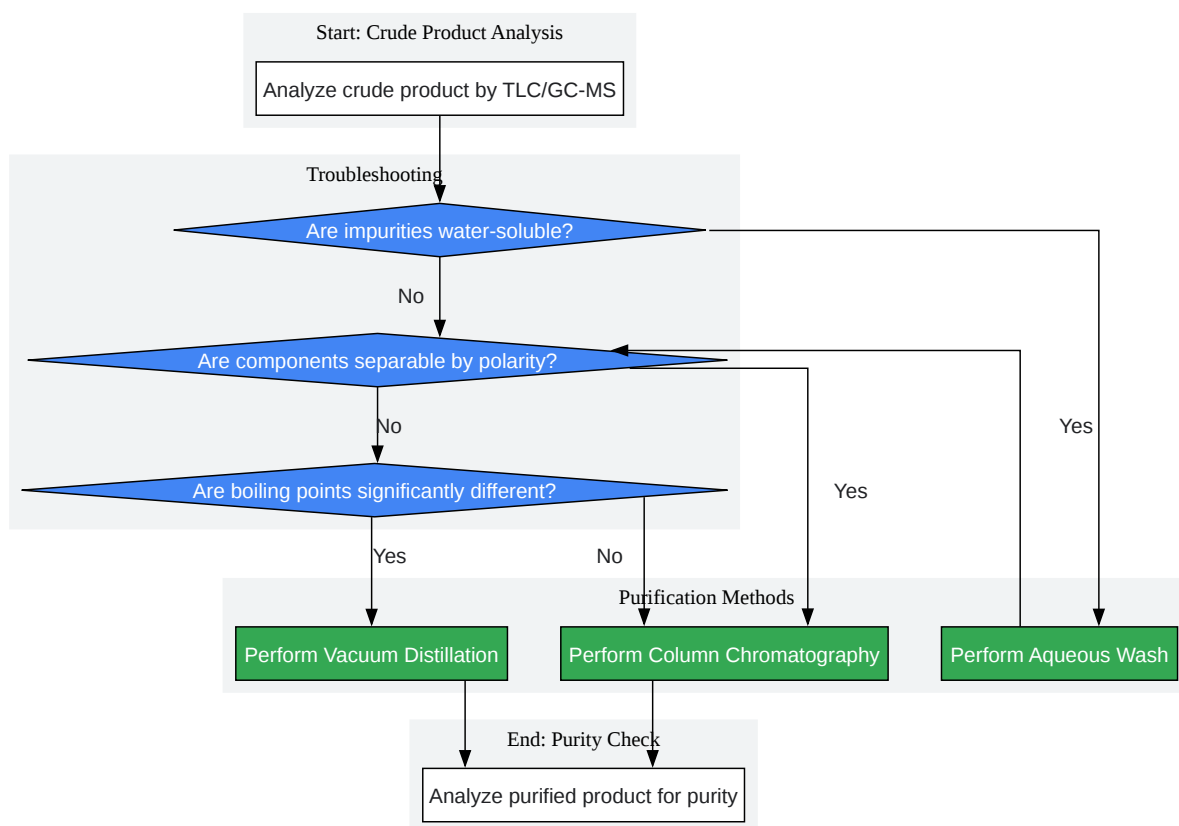 Start: Crude Product Analysis
Analyze crude product by TLC/GC-MS
Troubleshooting
Are impurities water-soluble?
No
Are components separable by polarity?
No
Yes
Are boiling points significantly different?
Yes
Yes
No
Purification Methods
Perform Vacuum Distillation
Perform Column Chromatography
Perform Aqueous Wash
End: Purity Check
Analyze purified product for purity